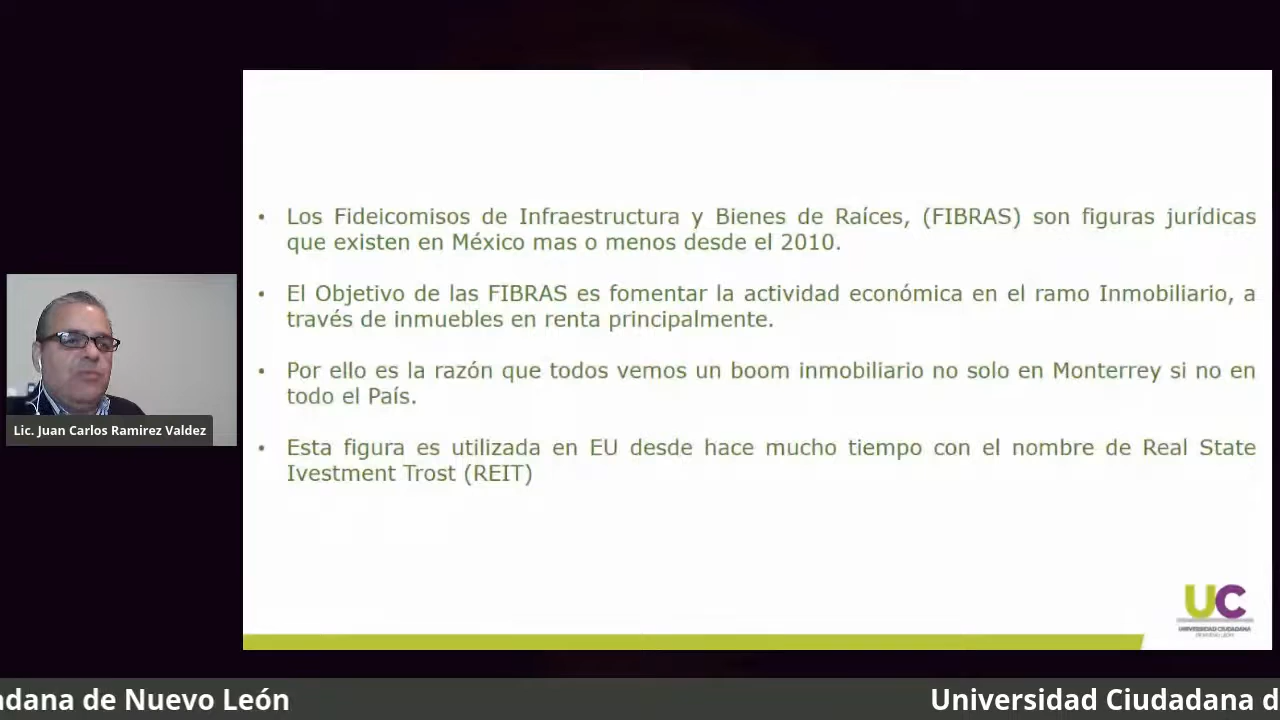 • Los Fideicomisos de Infraestructura y Bienes de Raíces, (FIBRAS) son figuras jurídicas
que existen en México mas o menos desde el 2010.
• El Objetivo de las FIBRAS es fomentar la actividad económica en el ramo Inmobiliario, a
través de inmuebles en renta principalmente.
• Por ello es la razón que todos vemos un boom inmobiliario no solo en Monterrey si no en
todo el País.
• Esta figura es utilizada en EU desde hace mucho tiempo con el nombre de Real State
Ivestment Trost (REIT)
Lic. Juan Carlos Ramirez Valdez
UC
UNIVERSIDAD CIUDADANA
DE NUEVO LEÓN
adana de Nuevo León
Universidad Ciudadana d